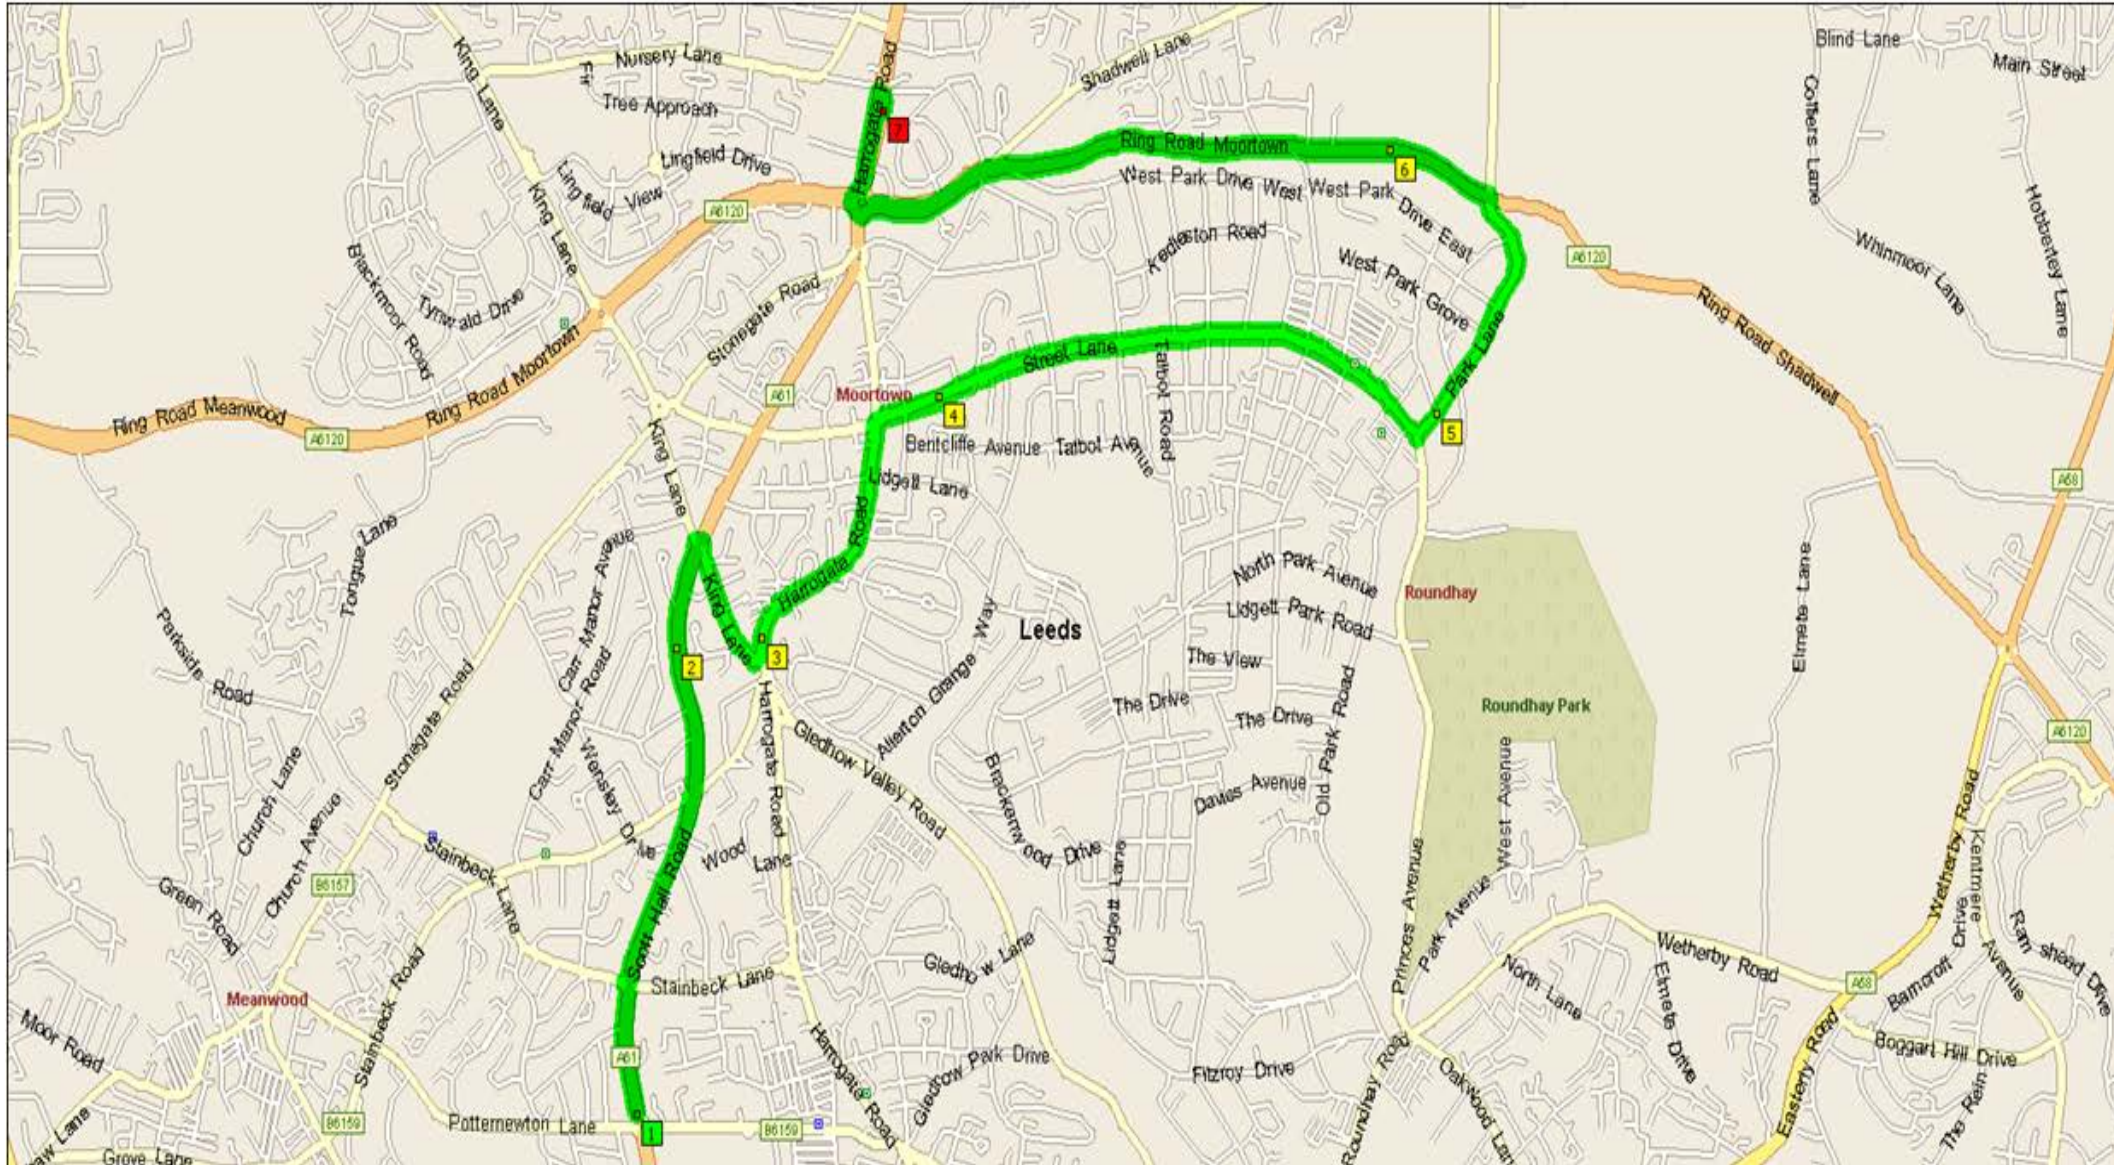 King Lane
Nursery Lane
Fir
Tree Approach
Harrogate Road
7
Shadwell Lane
Blind Lane
Main Street
Colliers Lane
Lingfield Drive
Lingfield View
King Lane
A6120
Ring Road Moortown
6
West Park Drive West
West Park
Drive East
Hobberley Lane
Whinmoor Lane
Blackmoor Road
Tynwald Drive
Stonegate Road
Road
West Park Grove
A6120
Ring Road Shadwell
Ring Road Meanwood
A6120
Ring Road Moortown
A61
Moortown
4
Street Lane
Talbot Road
Park Lane
5
King Lane
Bentcliffe Avenue
Talbot Avenue
Lidgett Lane
A58
Tongue Lane
Carr Manor Avenue
King Lane
Harrogate Road
North Park Avenue
Roundhay
Lidgett Park Road
Elmete Lane
Parkside Road
Carr Manor Road
2
3
Leeds
Allerton Grange Way
The View
The Drive
The Drive
Old Park Road
Roundhay Park
A6120
Stonegate Road
Wensley Drive
Harrogate Road
Gledhow Valley Road
Brackenwood Drive
Davies Avenue
West Avenue
Church Lane
Church Avenue
Stainbeck Lane
Scott Hall Road
Wood Lane
Lidgett Lane
Princes Avenue
Park Avenue
Wetherby Road
Kentmere
Avenue
Green Road
B6157
Stainbeck Road
Stainbeck Lane
Gledhow Lane
Wetherby Road
A58
Barncroft Drive
Ramshead Drive
Meanwood
North Lane
Elmete Drive
Moor Road
A61
Harrogate Road
Gledhow Park Drive
Fitzroy Drive
Roundhay Road
Oakwood Lane
Easterly Road
Boggart Hill Drive
The Rein
B6159
Potternewton Lane
1
B6159
Grove Lane